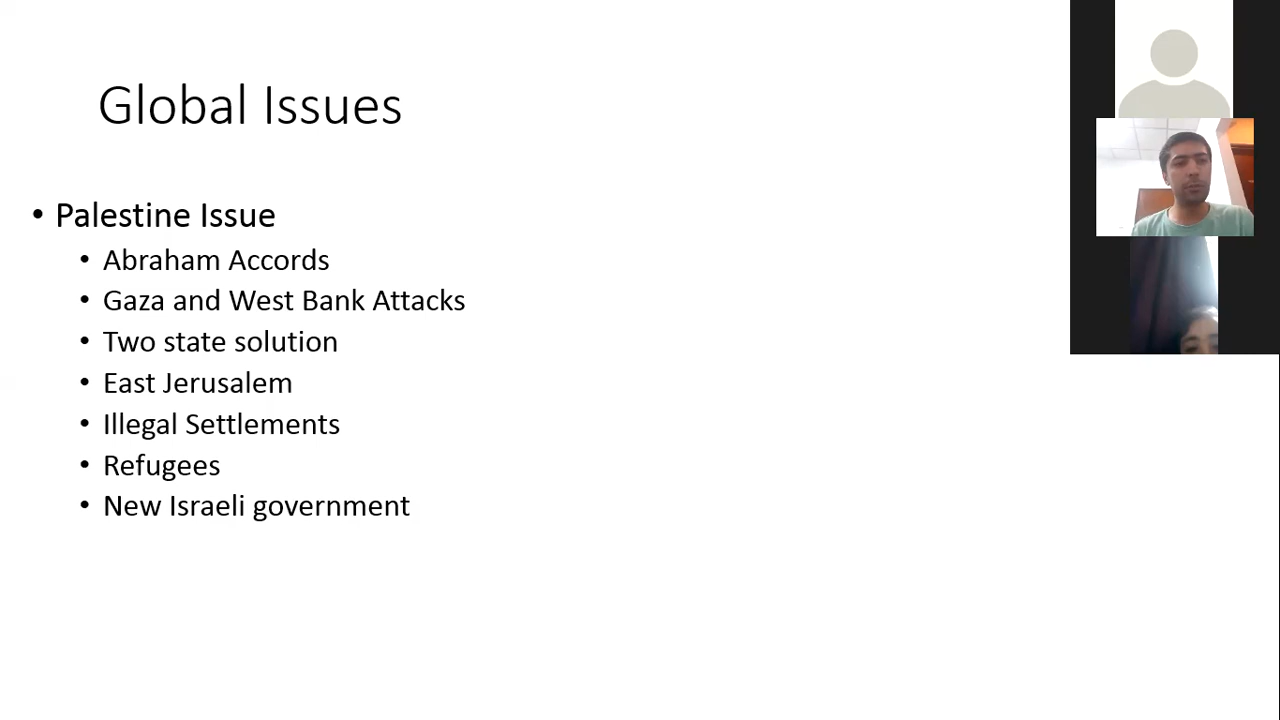 Global Issues
• Palestine Issue
• Abraham Accords
• Gaza and West Bank Attacks
• Two state solution
• East Jerusalem
• Illegal Settlements
• Refugees
• New Israeli government